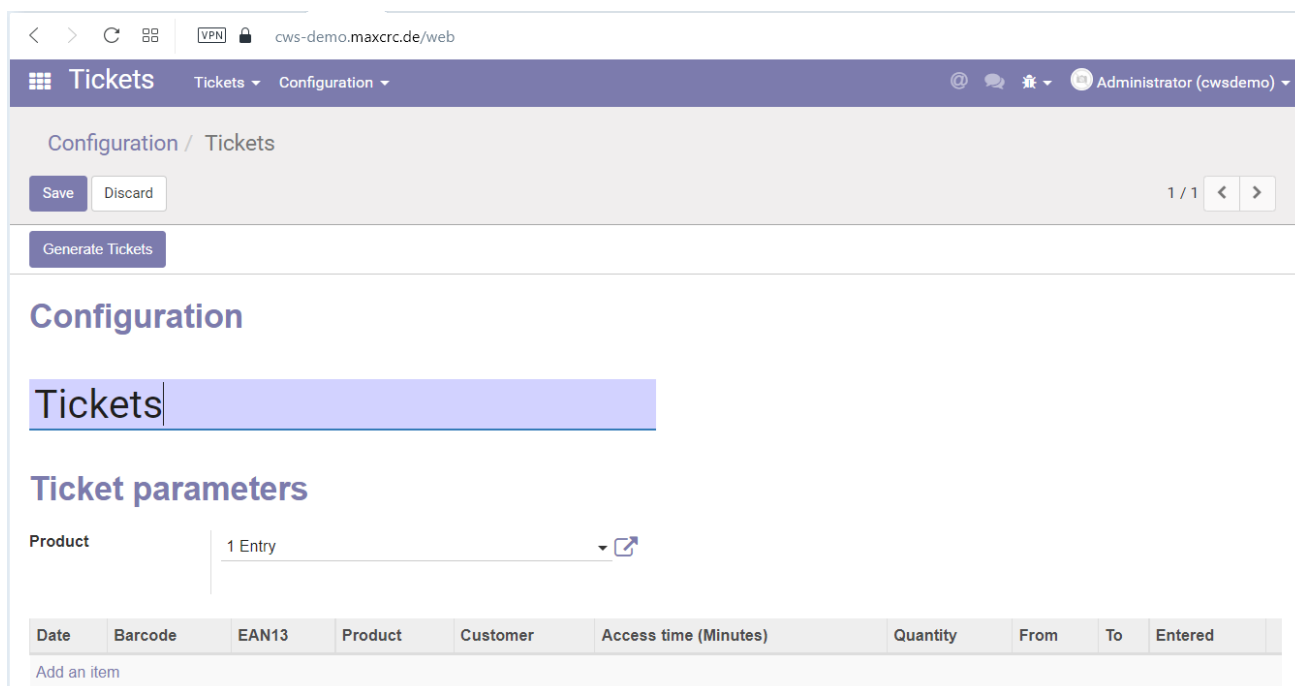 VPN cws-demo.maxcrc.de/web
Tickets Tickets Configuration @ Administrator (cwsdemo)
Configuration / Tickets
Save Discard 1 / 1
Generate Tickets
Configuration
Tickets
Ticket parameters
Product 1 Entry
Date Barcode EAN13 Product Customer Access time (Minutes) Quantity From To Entered
Add an item